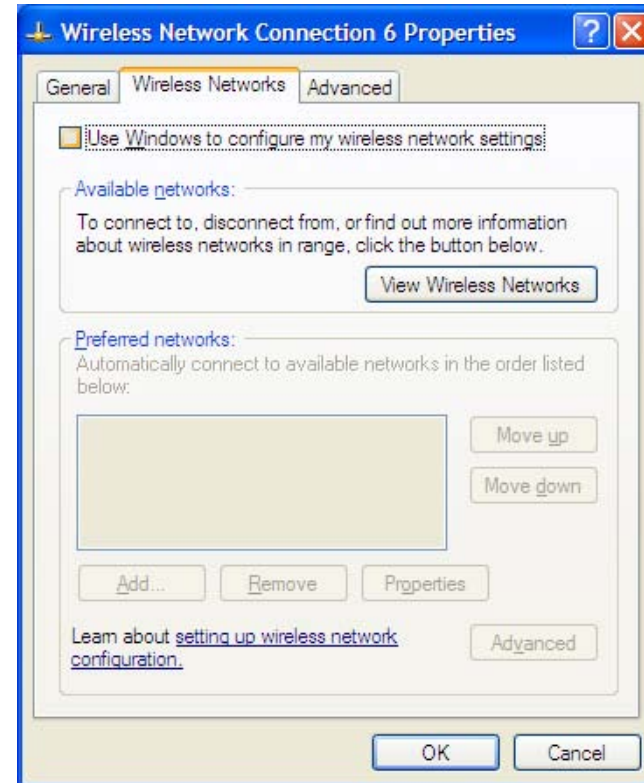 Wireless Network Connection 6 Properties
General Wireless Networks Advanced
Use Windows to configure my wireless network settings
Available networks:
To connect to, disconnect from, or find out more information
about wireless networks in range, click the button below.
View Wireless Networks
Preferred networks:
Automatically connect to available networks in the order listed
below:
Move up
Move down
Add... Remove Properties
Learn about setting up wireless network
configuration.
Advanced
OK Cancel